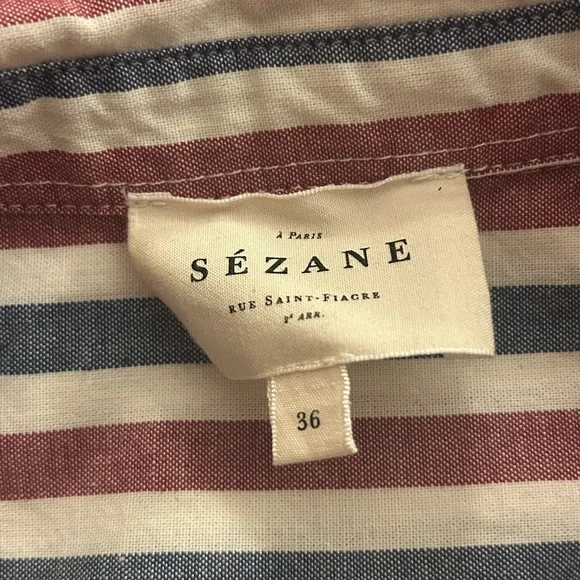 À PARIS
SÉZANE
RUE SAINT-FIACRE
2ᵉ ARR.
36